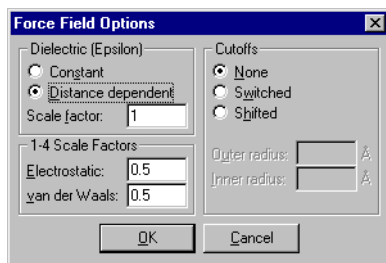 Force Field Options
Dielectric (Epsilon)
Constant
Distance dependent
Scale factor: 1
1-4 Scale Factors
Electrostatic: 0.5
van der Waals: 0.5
Cutoffs
None
Switched
Shifted
Outer radius: Å
Inner radius: Å
OK
Cancel